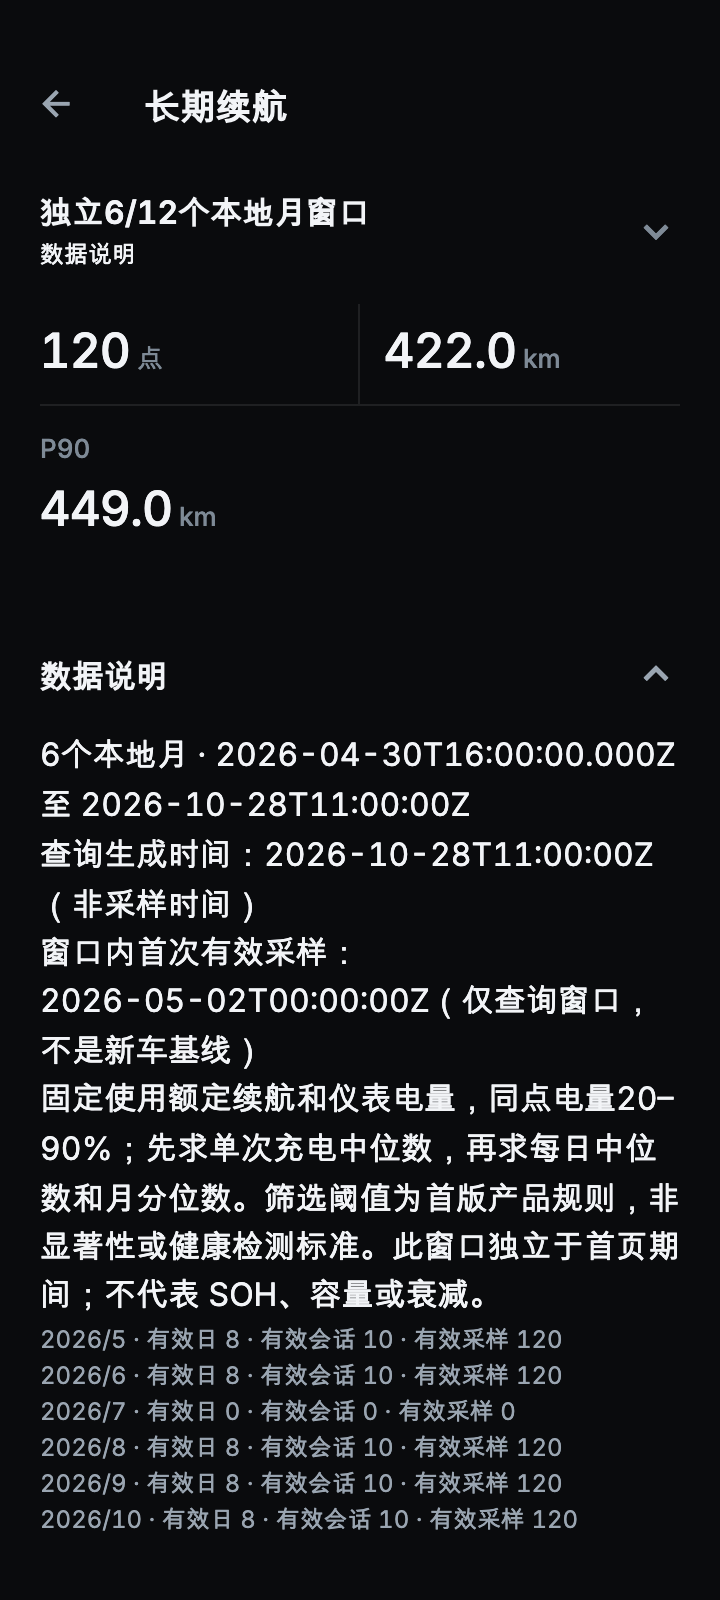 长期续航
独立6/12个本地月窗口
数据说明
120 点
422.0 km
P90
449.0 km
数据说明
6个本地月 · 2026-04-30T16:00:00.000Z
至 2026-10-28T11:00:00Z
查询生成时间：2026-10-28T11:00:00Z
（非采样时间）
窗口内首次有效采样：
2026-05-02T00:00:00Z（仅查询窗口，
不是新车基线）
固定使用额定续航和仪表电量，同点电量20–
90%；先求单次充电中位数，再求每日中位
数和月分位数。筛选阈值为首版产品规则，非
显著性或健康检测标准。此窗口独立于首页期
间；不代表 SOH、容量或衰减。
2026/5 · 有效日 8 · 有效会话 10 · 有效采样 120
2026/6 · 有效日 8 · 有效会话 10 · 有效采样 120
2026/7 · 有效日 0 · 有效会话 0 · 有效采样 0
2026/8 · 有效日 8 · 有效会话 10 · 有效采样 120
2026/9 · 有效日 8 · 有效会话 10 · 有效采样 120
2026/10 · 有效日 8 · 有效会话 10 · 有效采样 120